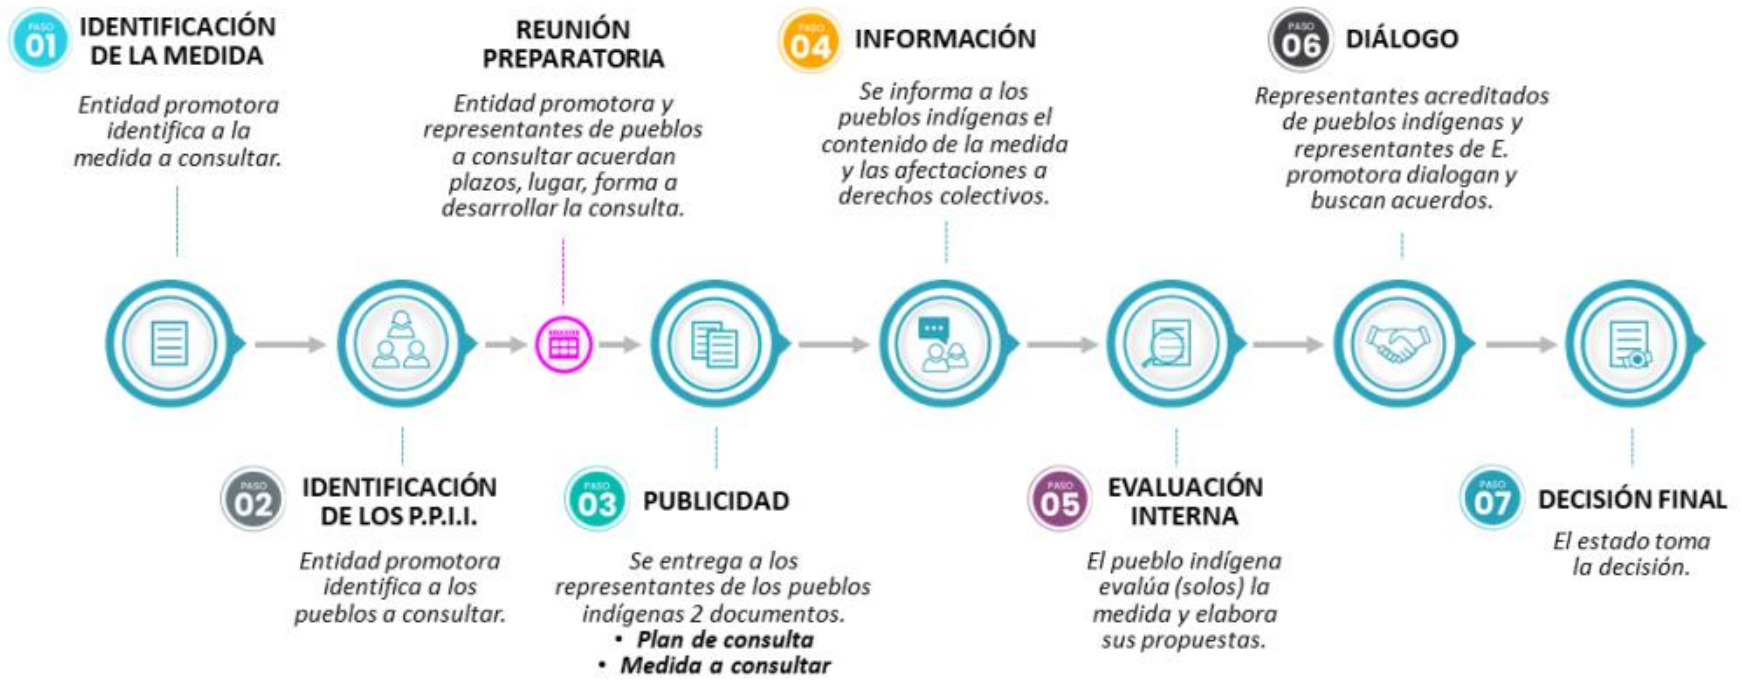 PASO
01
IDENTIFICACIÓN
DE LA MEDIDA
Entidad promotora
identifica a la
medida a consultar.
PASO
02
IDENTIFICACIÓN
DE LOS P.P.I.I.
Entidad promotora
identifica a los
pueblos a consultar.
REUNIÓN
PREPARATORIA
Entidad promotora y
representantes de pueblos
a consultar acuerdan
plazos, lugar, forma a
desarrollar la consulta.
PASO
03
PUBLICIDAD
Se entrega a los
representantes de los pueblos
indígenas 2 documentos.
• Plan de consulta
• Medida a consultar
PASO
04
INFORMACIÓN
Se informa a los
pueblos indígenas el
contenido de la medida
y las afectaciones a
derechos colectivos.
PASO
05
EVALUACIÓN
INTERNA
El pueblo indígena
evalúa (solos) la
medida y elabora
sus propuestas.
PASO
06
DIÁLOGO
Representantes acreditados
de pueblos indígenas y
representantes de E.
promotora dialogan y
buscan acuerdos.
PASO
07
DECISIÓN FINAL
El estado toma
la decisión.